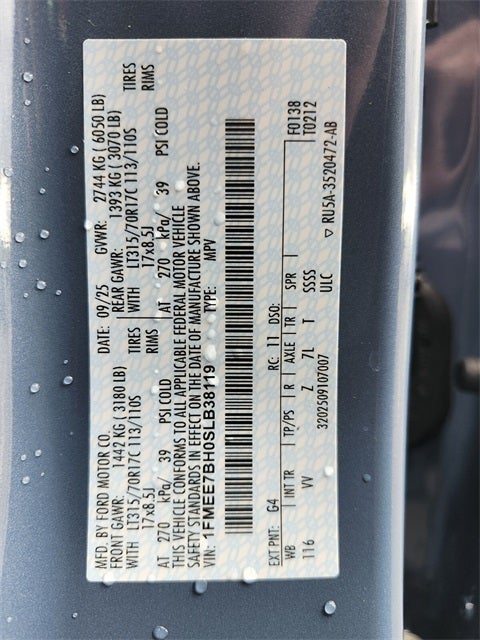 MFD. BY FORD MOTOR CO. DATE: 09/25 GVWR: 2744 KG ( 6050 LB)
FRONT GAWR: 1442 KG ( 3180 LB) REAR GAWR: 1393 KG ( 3070 LB)
WITH LT315/70R17C 113/110S WITH LT315/70R17C 113/110S TIRES
17x8.5J 17x8.5J RIMS
AT 270 kPa/ 39 PSI COLD AT 270 kPa/ 39 PSI COLD
THIS VEHICLE CONFORMS TO ALL APPLICABLE FEDERAL MOTOR VEHICLE
SAFETY STANDARDS IN EFFECT ON THE DATE OF MANUFACTURE SHOWN ABOVE.
VIN: 1FMEE7BH0SLB38119 TYPE: MPV
F0138
T0212
EXT PNT: G4 RC: 11 DSO:
WB INT TR TP/PS R AXLE TR SPR
116 VV Z 7L T SSSS
ULC
3202509107007
▽ RU5A-3520472-AB
TIRES
RIMS